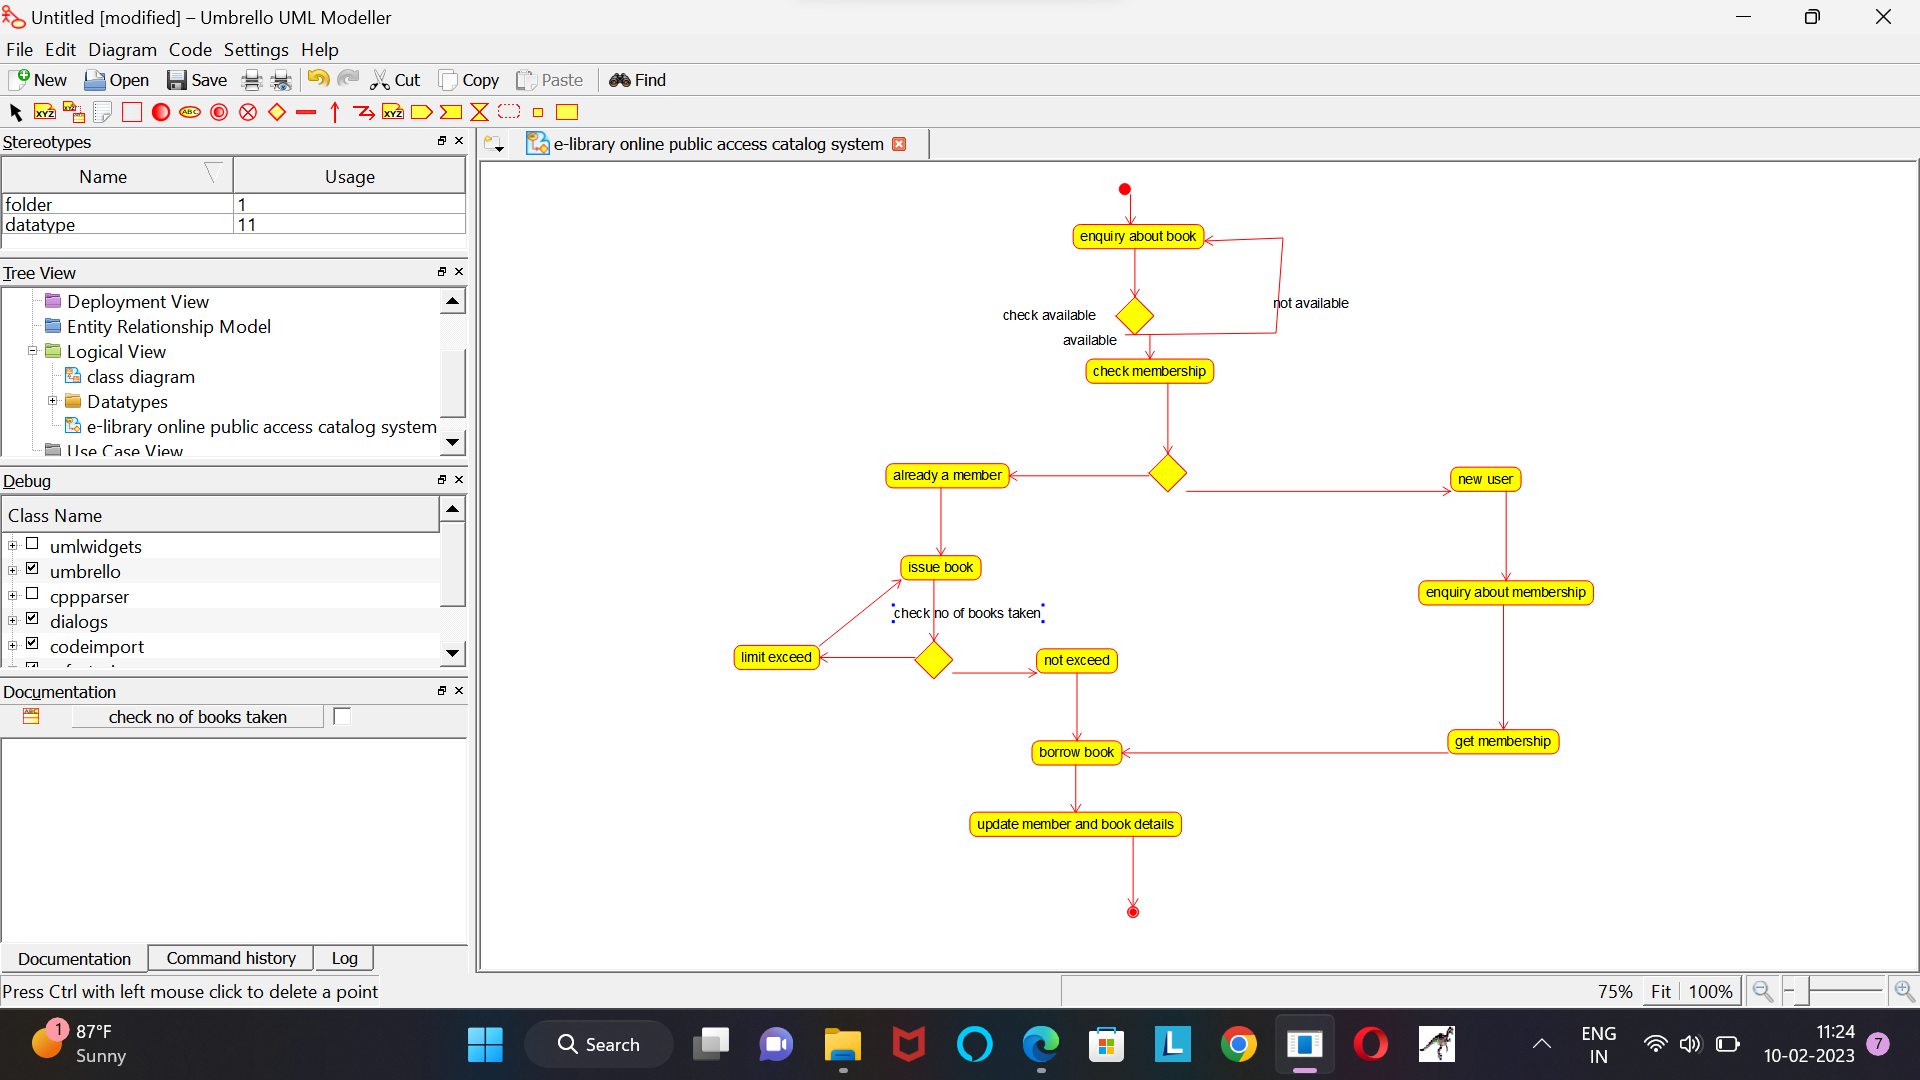 Untitled [modified] – Umbrello UML Modeller
File Edit Diagram Code Settings Help
New Open Save Cut Copy Paste Find
Stereotypes
Name Usage
folder 1
datatype 11
Tree View
Deployment View
Entity Relationship Model
Logical View
class diagram
Datatypes
e-library online public access catalog system
Use Case View
Debug
Class Name
umlwidgets
umbrello
cppparser
dialogs
codeimport
Documentation
check no of books taken
Documentation Command history Log
Press Ctrl with left mouse click to delete a point
e-library online public access catalog system
enquiry about book
not available
check available
available
check membership
already a member
new user
issue book
enquiry about membership
check no of books taken
limit exceed
not exceed
get membership
borrow book
update member and book details
75% Fit 100%
1 87°F
Sunny
Search
ENG
IN
11:24
10-02-2023
7